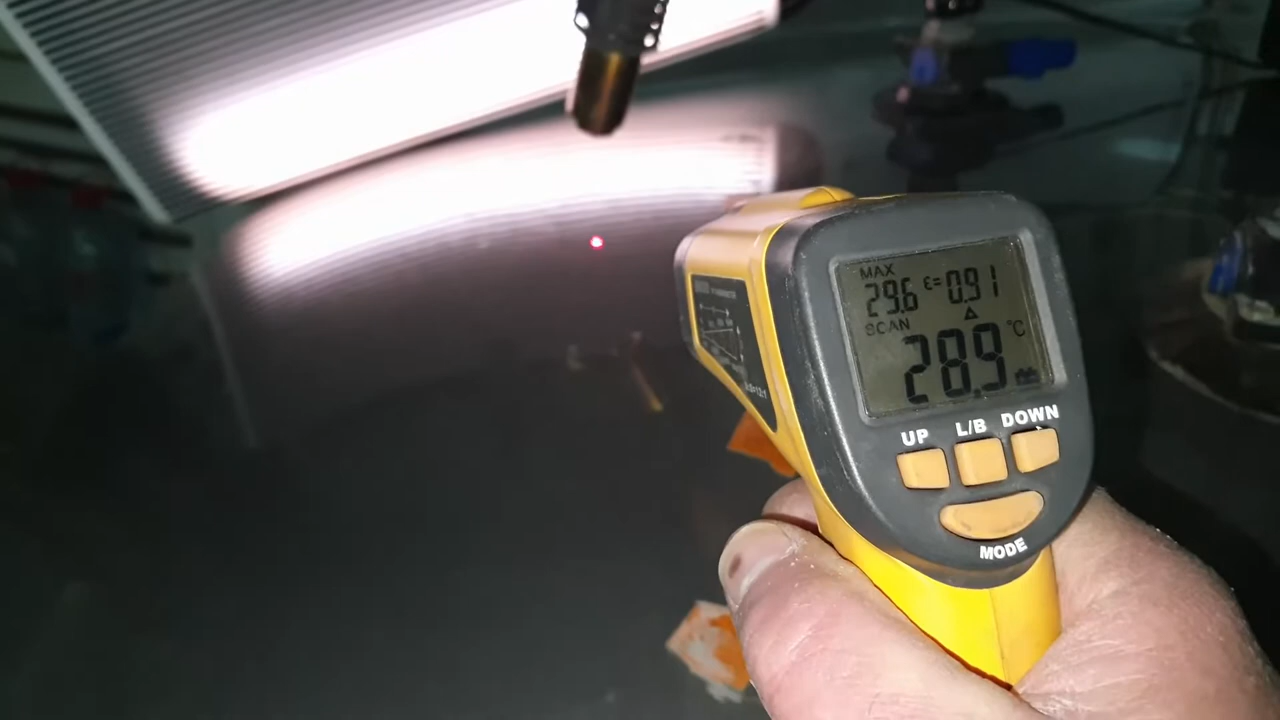 MAX
29.6 ε=0.91
SCAN
28.9 °C
UP L/B DOWN
MODE